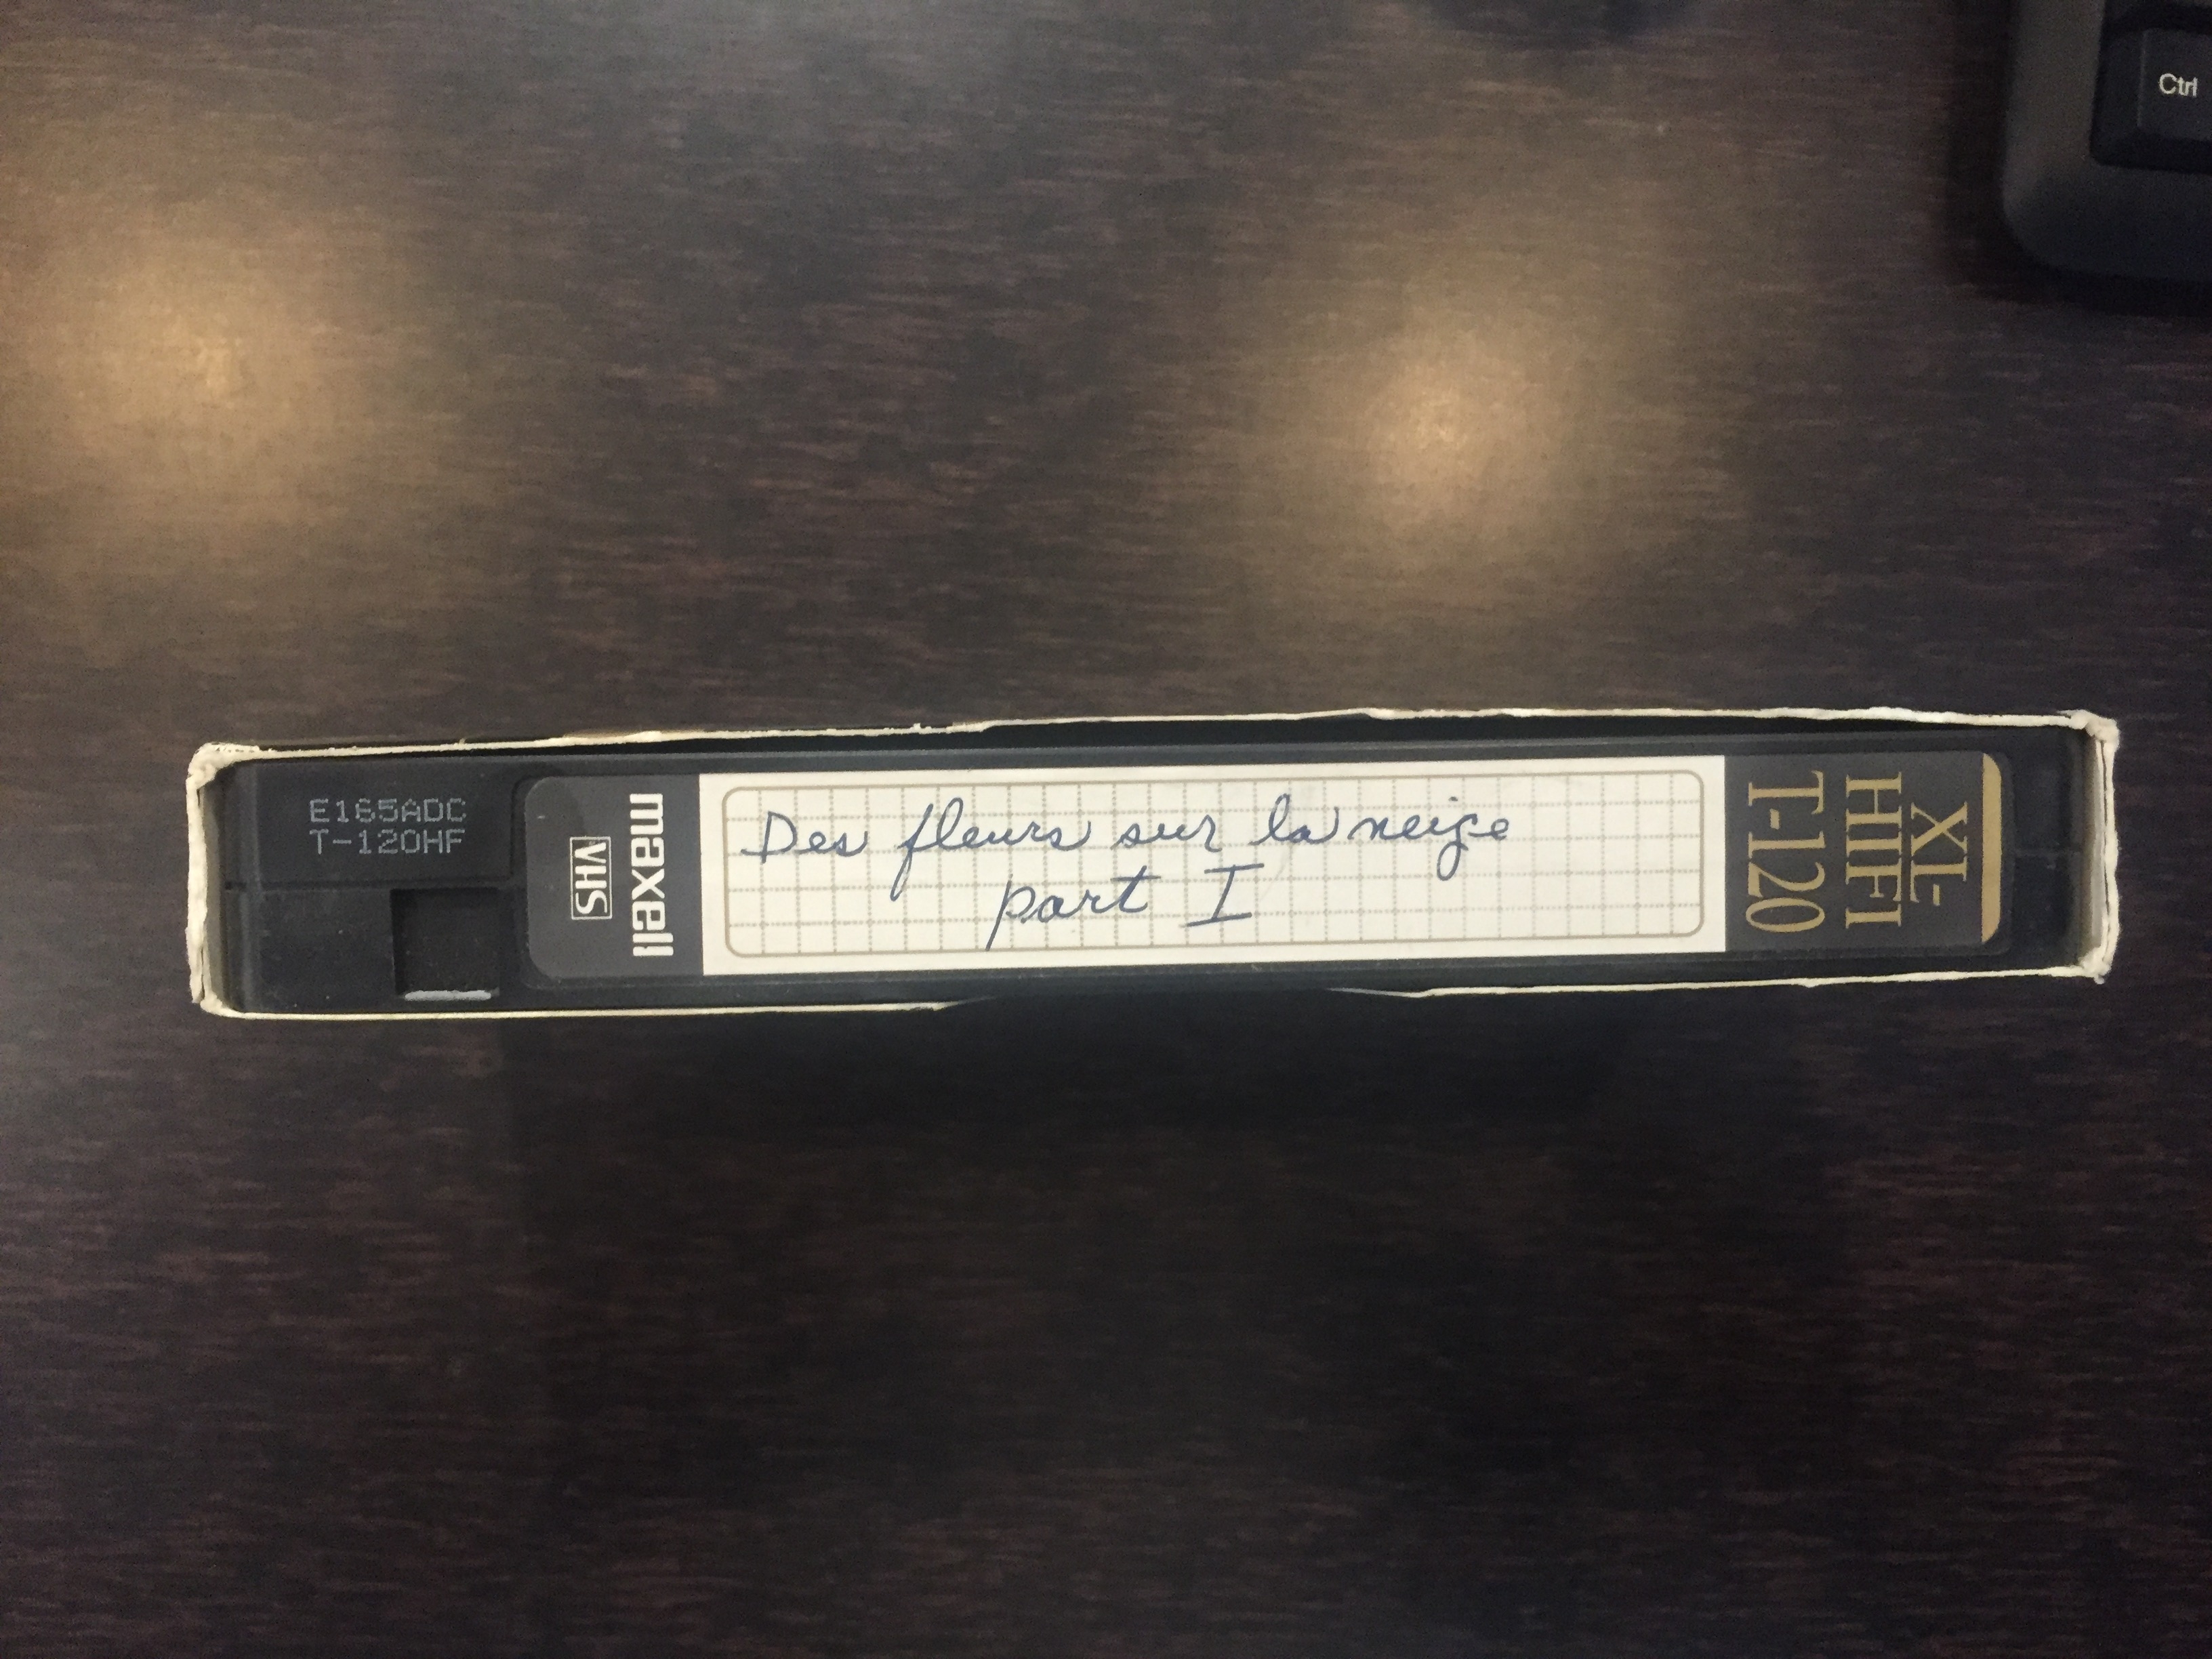 Ctrl
E165ADC
T-120HF
VHS
maxell
Des fleurs sur la neige
part I
XL-
HIFI
T-120